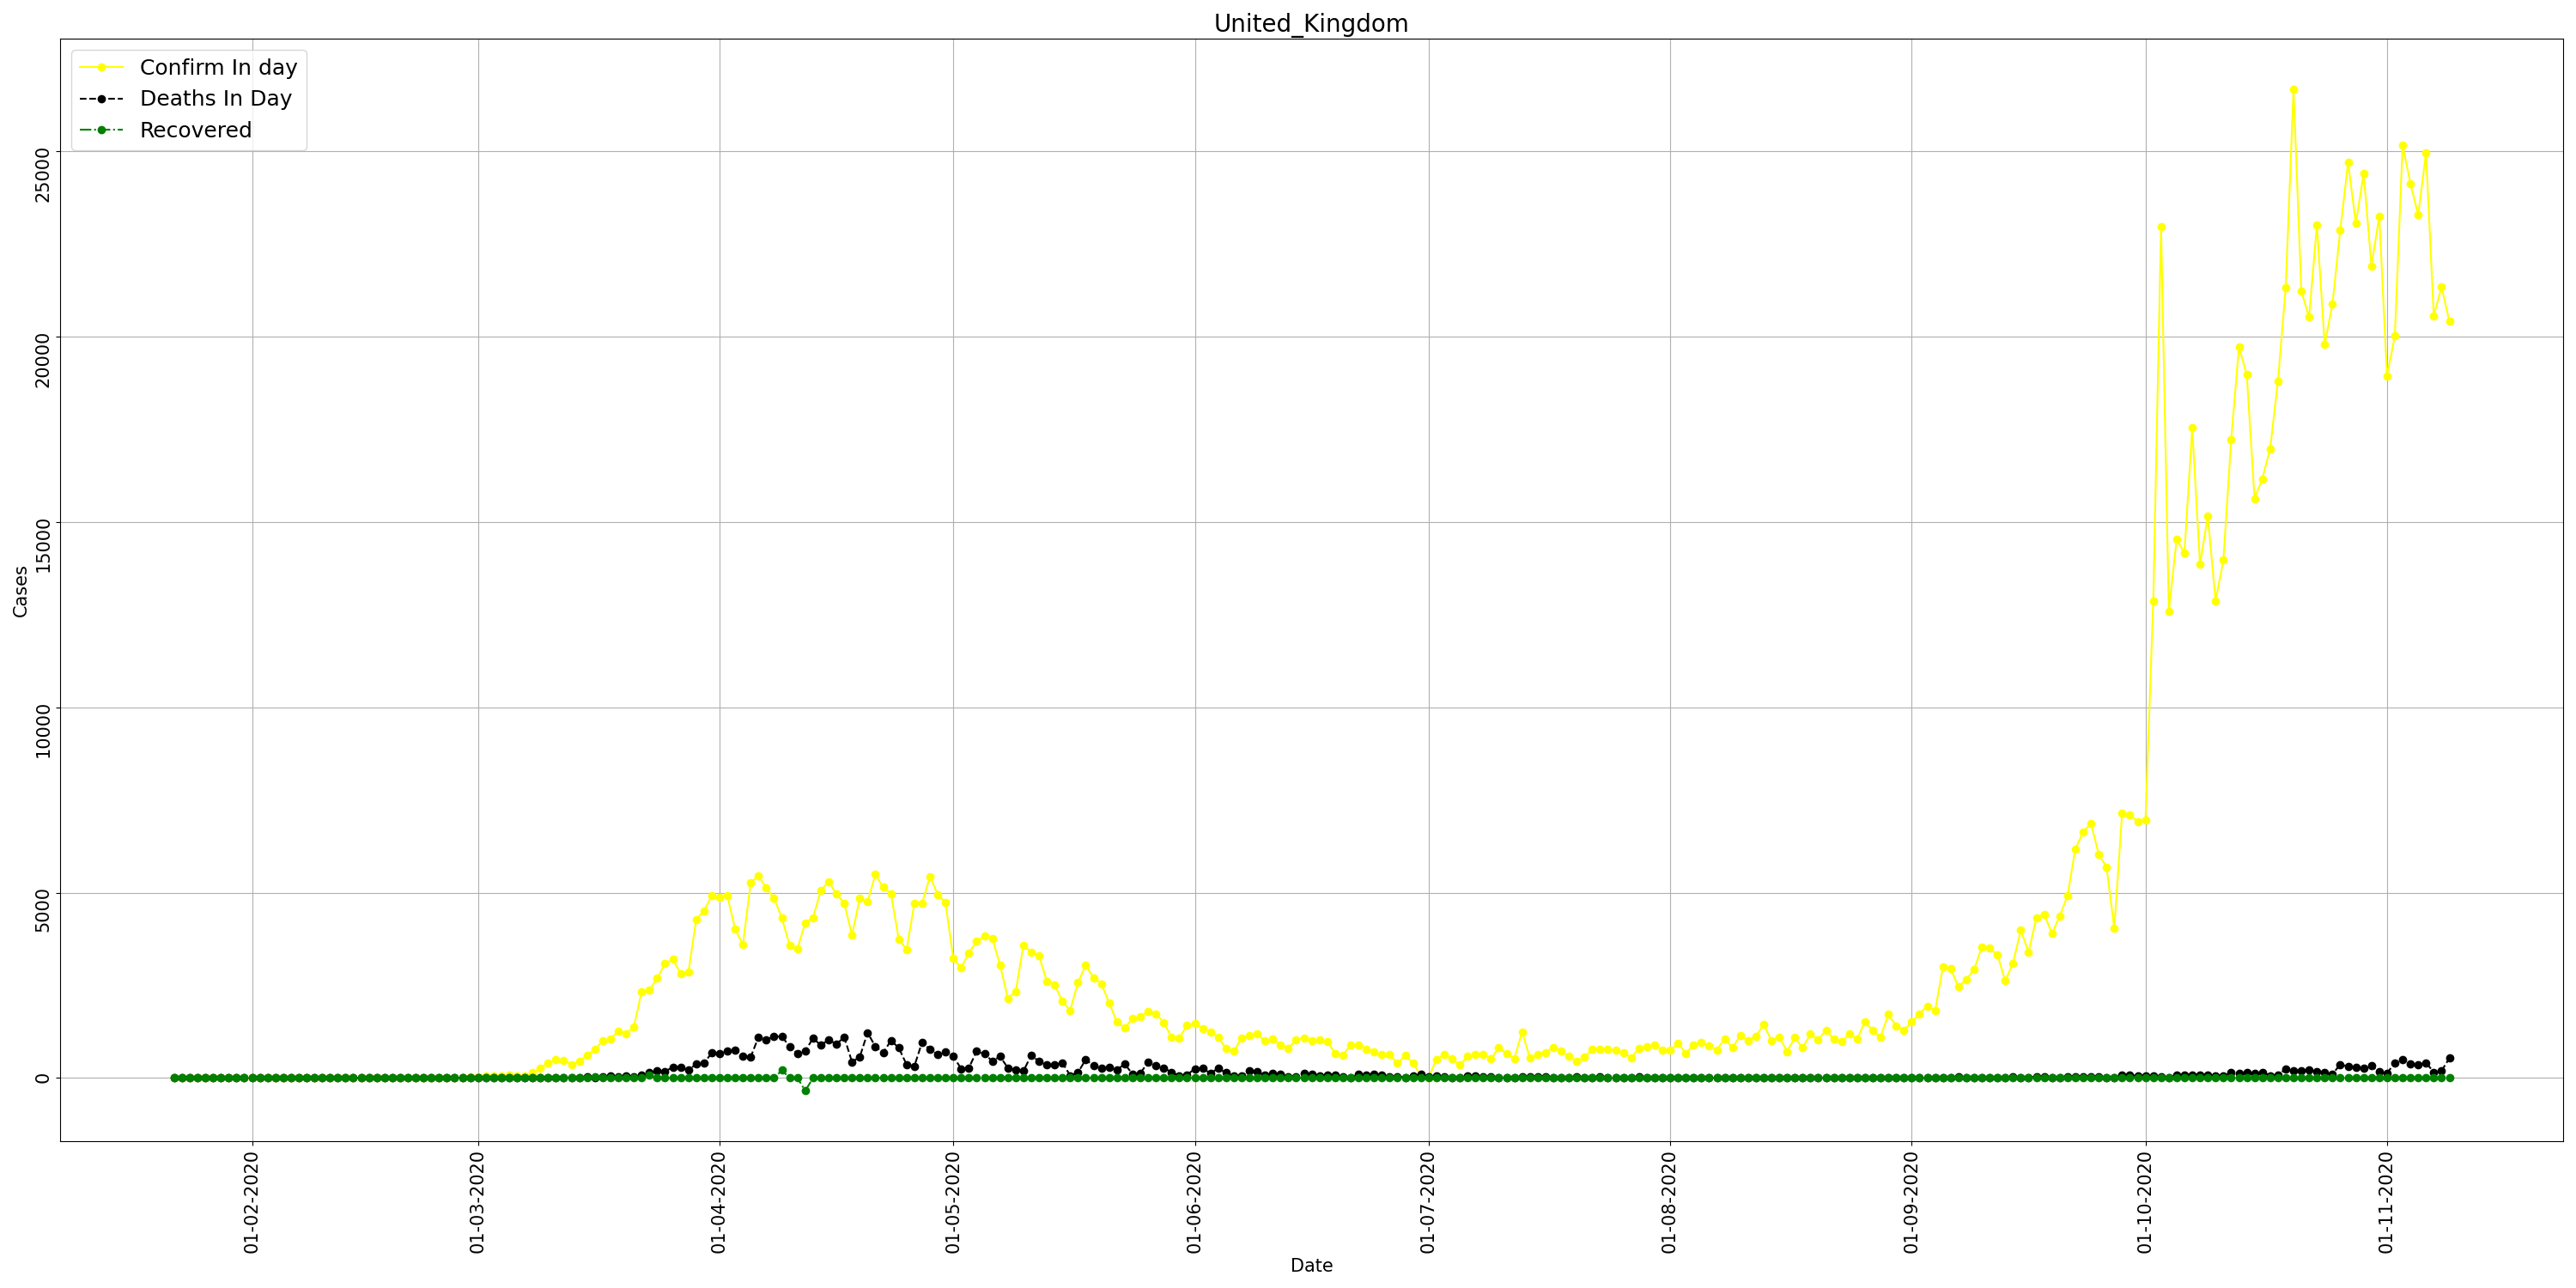 United_Kingdom
Confirm In day
Deaths In Day
Recovered
Cases
25000
20000
15000
10000
5000
0
01-02-2020
01-03-2020
01-04-2020
01-05-2020
01-06-2020
01-07-2020
01-08-2020
01-09-2020
01-10-2020
01-11-2020
Date